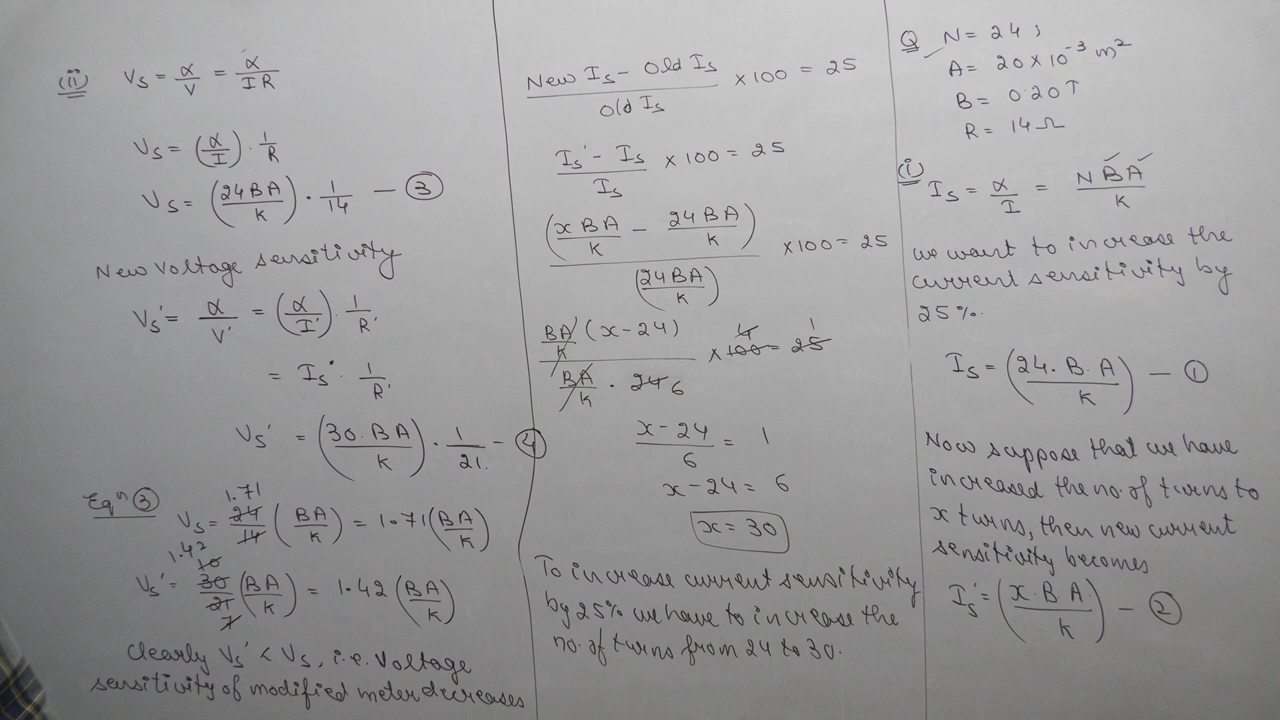 Q N = 24 ;
A = 20 x 10⁻³ m²
B = 0.20 T
R = 14 Ω
(i) Is = α/I = NBA/K
we want to increase the
current sensitivity by
25%.
Is = (24. B. A / K) — ①
Now suppose that we have
increased the no. of turns to
x turns, then new current
sensitivity becomes
Is' = (x. B A. / K) — ②
New Is - Old Is / Old Is x 100 = 25
Is' - Is / Is x 100 = 25
(x BA / K - 24 BA / K) / (24 BA / K) x 100 = 25
BA/K (x - 24) / BA/K . 24 6 x 100 4 = 25 1
x - 24 / 6 = 1
x - 24 = 6
x = 30
To increase current sensitivity
by 25% we have to increase the
no. of turns from 24 to 30.
(ii) Vs = α/V = α/IR
Vs = (α/I) . 1/R
Vs = (24 BA / K) . 1/14 — ③
New Voltage sensitivity
Vs' = α/V' = (α/I') . 1/R'
= Is' . 1/R'
Vs' = (30. BA / K) . 1/21. — ④
Eqⁿ ③
Vs = 1.71 24/14 (BA/K) = 1.71 (BA/K)
Vs' = 1.42 10 30/21 7 (BA/K) = 1.42 (BA/K)
Clearly Vs' < Vs, i.e. Voltage
sensitivity of modified meter decreases